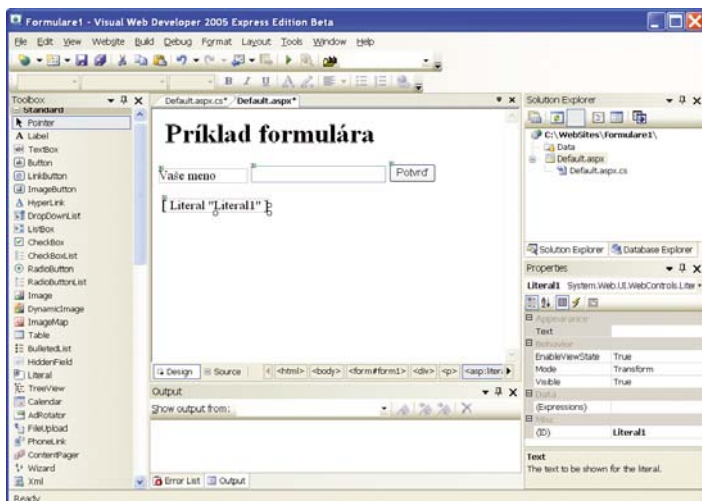 Formulare1 - Visual Web Developer 2005 Express Edition Beta
File Edit View Website Build Debug Format Layout Tools Window Help
B I U A
Toolbox
Standard
Pointer
A Label
TextBox
Button
LinkButton
ImageButton
A HyperLink
DropDownList
ListBox
CheckBox
CheckBoxList
RadioButton
RadioButtonList
Image
DynamicImage
ImageMap
Table
BulletedList
HiddenField
Literal
TreeView
Calendar
AdRotator
FileUpload
PhoneLink
ContentPager
Wizard
Xml
Default.aspx.cs* Default.aspx*
Príklad formulára
Vaše meno
Potvrď
[ Literal "Literal1" ]
Design Source <html> <body> <form#form1> <div> <p> <asp:liter
Output
Show output from:
Error List Output
Solution Explorer
C:\WebSites\Formulare1\
Data
Default.aspx
Default.aspx.cs
Solution Explorer Database Explorer
Properties
Literal1 System.Web.UI.WebControls.Liter
Appearance
Text
Behavior
EnableViewState True
Mode Transform
Visible True
Data
(Expressions)
Misc
(ID) Literal1
Text
The text to be shown for the literal.
Ready